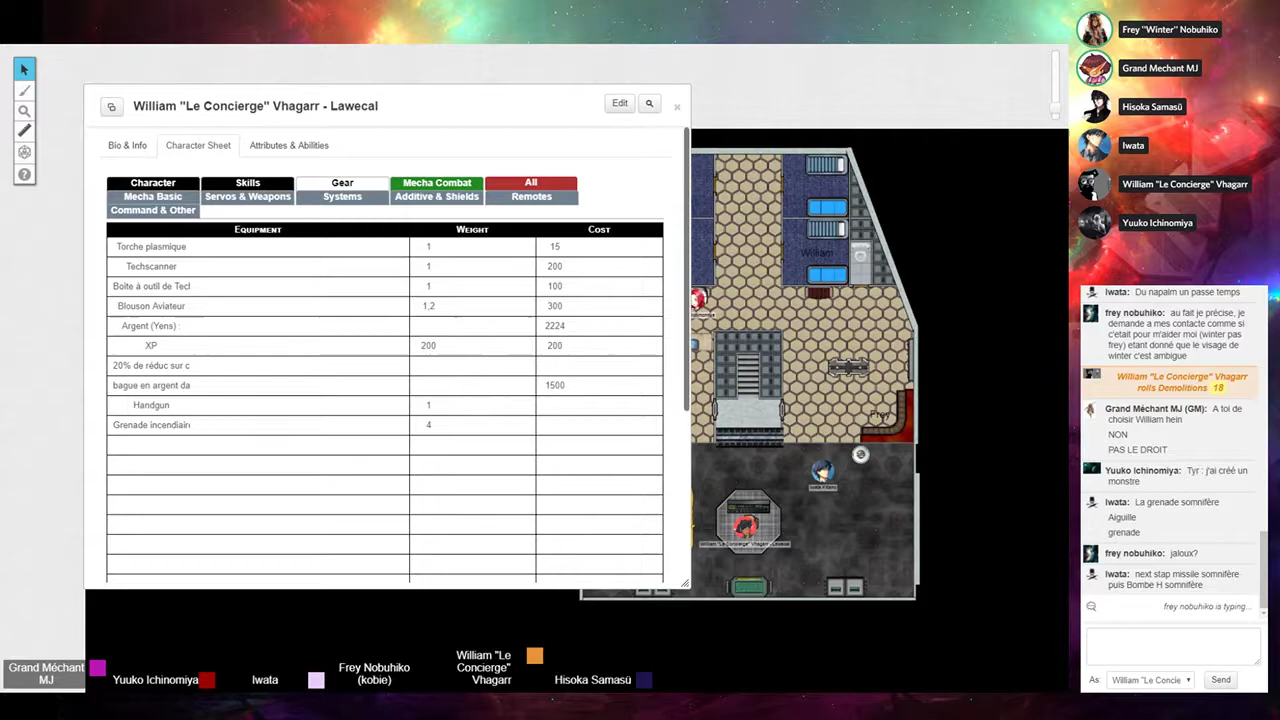 William "Le Concierge" Vhagarr - Lawecal
Edit
Bio & Info
Character Sheet
Attributes & Abilities
Character
Skills
Gear
Mecha Combat
All
Mecha Basic
Servos & Weapons
Systems
Additive & Shields
Remotes
Command & Other
EQUIPMENT WEIGHT COST
Torche plasmique 1 15
Techscanner 1 200
Boite à outil de Tecl 1 100
Blouson Aviateur 1,2 300
Argent (Yens) : 2224
XP 200 200
20% de réduc sur c
bague en argent da 1500
Handgun 1
Grenade incendiain 4
William
Frey
William "Le Concierge" Vhagarr - Lawecal
Grand Méchant
MJ
Yuuko Ichinomiya
Iwata
Frey Nobuhiko
(kobie)
William "Le
Concierge"
Vhagarr
Hisoka Samasü
Frey "Winter" Nobuhiko
Grand Mechant MJ
Hisoka Samasü
Iwata
William "Le Concierge" Vhagarr
Yuuko Ichinomiya
Iwata: Du napalm un passe temps
frey nobuhiko: au fait je précise, je
demande a mes contacte comme si
c'etait pour m'aider moi (winter pas
frey) etant donné que le visage de
winter c'est ambigue
William "Le Concierge" Vhagarr
rolls Demolitions 18
Grand Méchant MJ (GM): A toi de
choisir William hein
NON
PAS LE DROIT
Yuuko Ichinomiya: Tyr : j'ai créé un
monstre
Iwata: La grenade somnifère
Aiguille
grenade
frey nobuhiko: jaloux?
Iwata: next stap missile somnifère
puis Bombe H somnifère
frey nobuhiko is typing...
As: William "Le Concie
Send